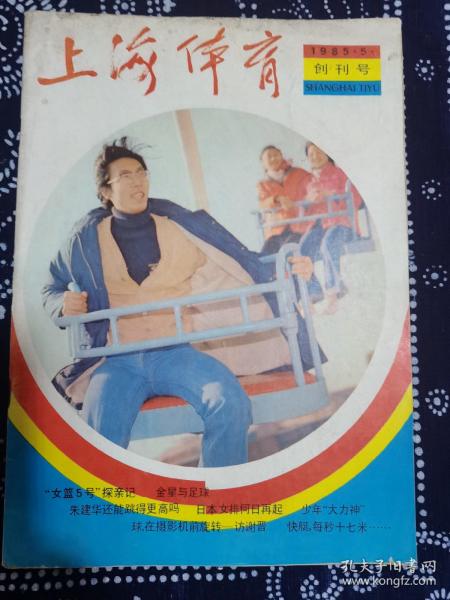 上海体育
1985·5·
创刊号
SHANGHAI TIYU
“女篮5号”探亲记 金星与足球
朱建华还能跳得更高吗 日本女排何日再起 少年“大力神”
球,在摄影机前旋转—访谢晋 快艇,每秒十七米……
孔夫子旧书网